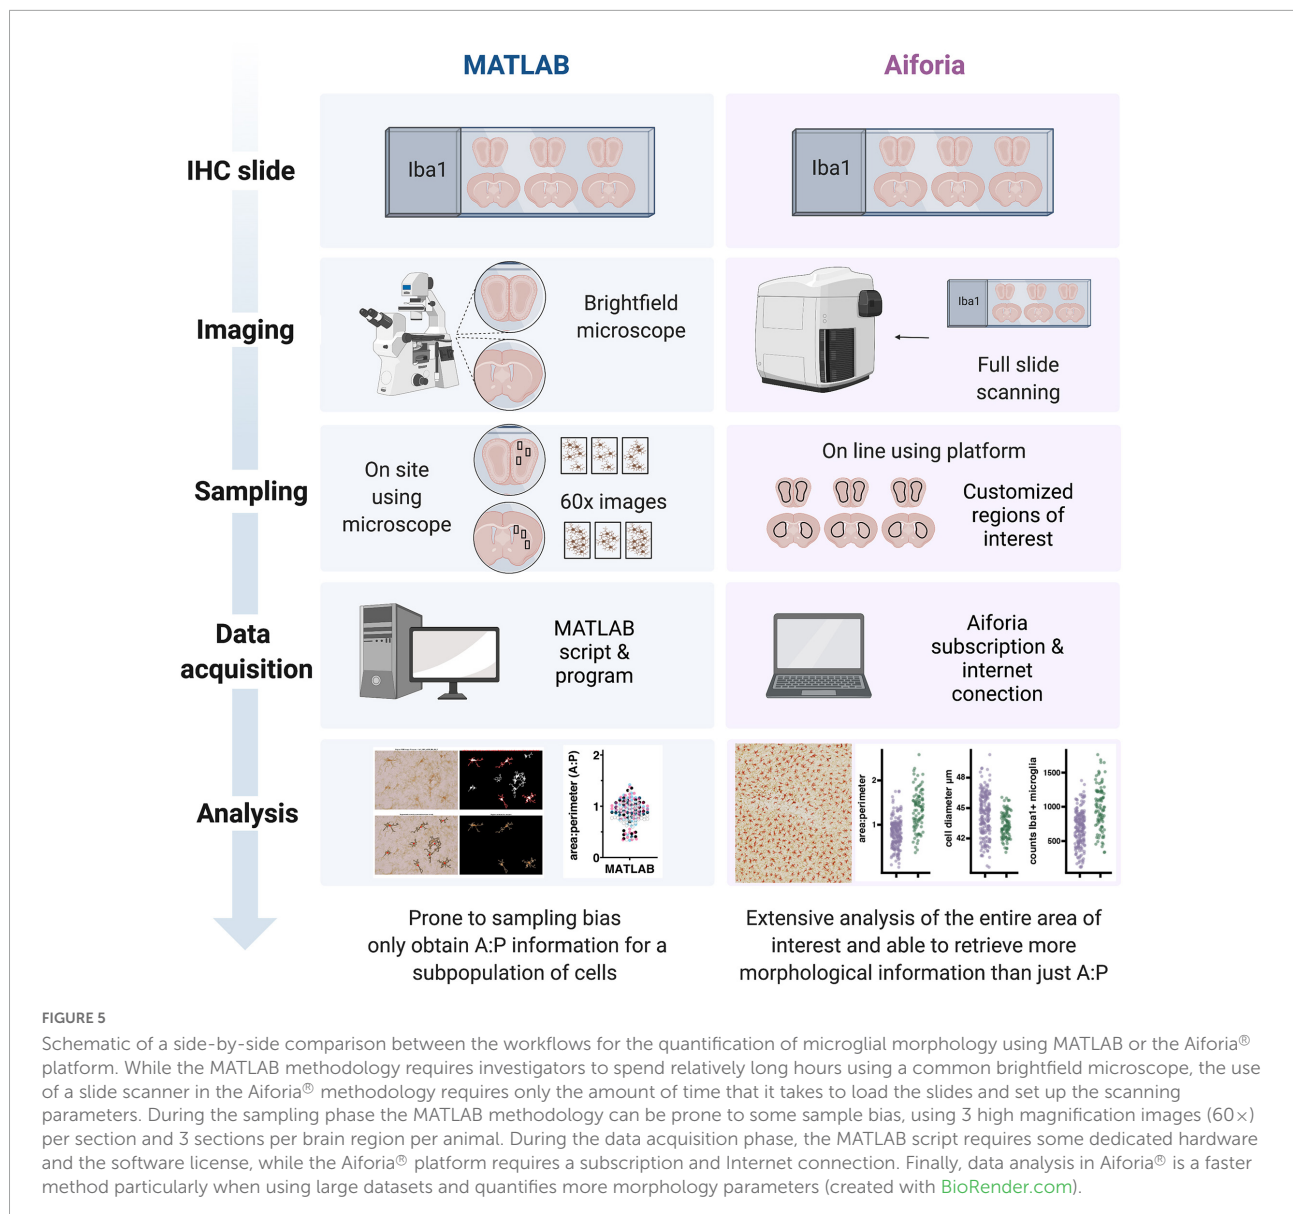 MATLAB
Aiforia
IHC slide
Iba1
Iba1
Imaging
Brightfield
microscope
Iba1
Full slide
scanning
Sampling
On site
using
microscope
60x images
On line using platform
Customized
regions of
interest
Data
acquisition
MATLAB
script &
program
Aiforia
subscription &
internet
conection
Analysis
area:perimeter (A:P)
2
1
0
MATLAB
area:perimeter
2
1
cell diameter µm
48
45
42
counts Iba1+ microglia
1500
1000
500
Prone to sampling bias
only obtain A:P information for a
subpopulation of cells
Extensive analysis of the entire area of
interest and able to retrieve more
morphological information than just A:P
FIGURE 5
Schematic of a side-by-side comparison between the workflows for the quantification of microglial morphology using MATLAB or the Aiforia®
platform. While the MATLAB methodology requires investigators to spend relatively long hours using a common brightfield microscope, the use
of a slide scanner in the Aiforia® methodology requires only the amount of time that it takes to load the slides and set up the scanning
parameters. During the sampling phase the MATLAB methodology can be prone to some sample bias, using 3 high magnification images (60×)
per section and 3 sections per brain region per animal. During the data acquisition phase, the MATLAB script requires some dedicated hardware
and the software license, while the Aiforia® platform requires a subscription and Internet connection. Finally, data analysis in Aiforia® is a faster
method particularly when using large datasets and quantifies more morphology parameters (created with BioRender.com).